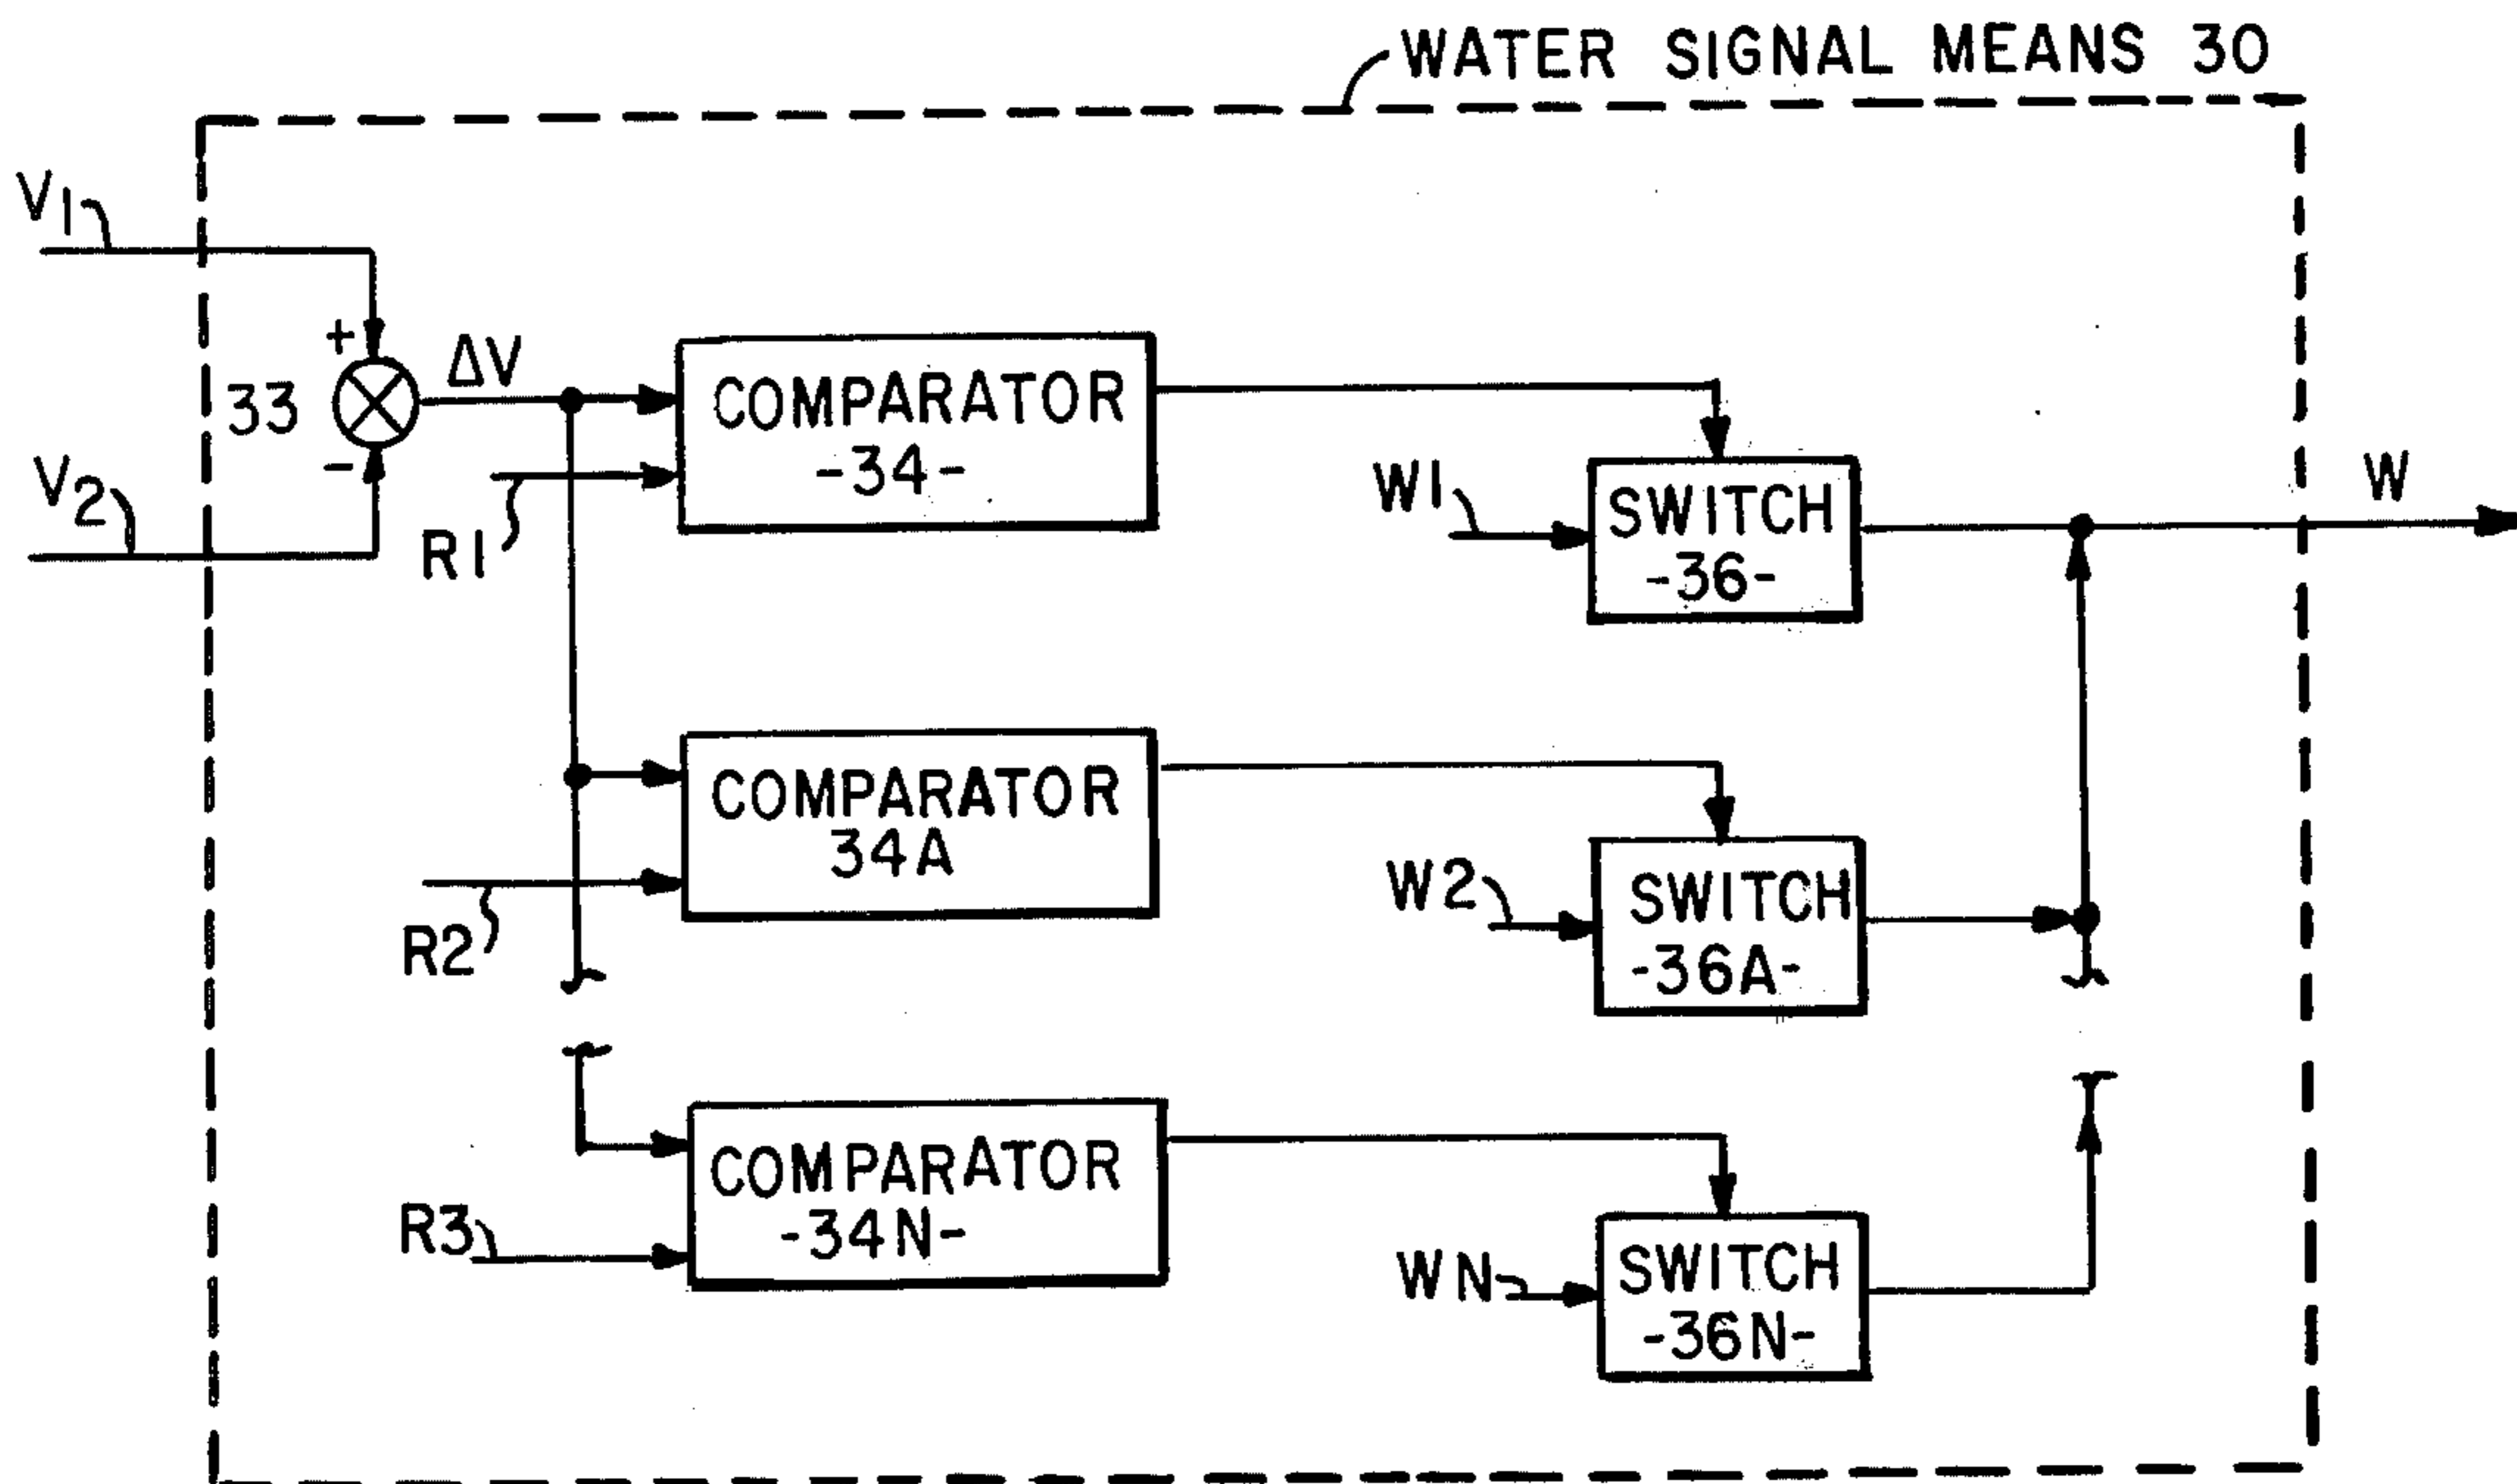 WATER SIGNAL MEANS 30
V1
+
33
ΔV
-
V2
COMPARATOR
-34-
R1
W1
SWITCH
-36-
W
COMPARATOR
34A
R2
W2
SWITCH
-36A-
COMPARATOR
-34N-
R3
WN
SWITCH
-36N-